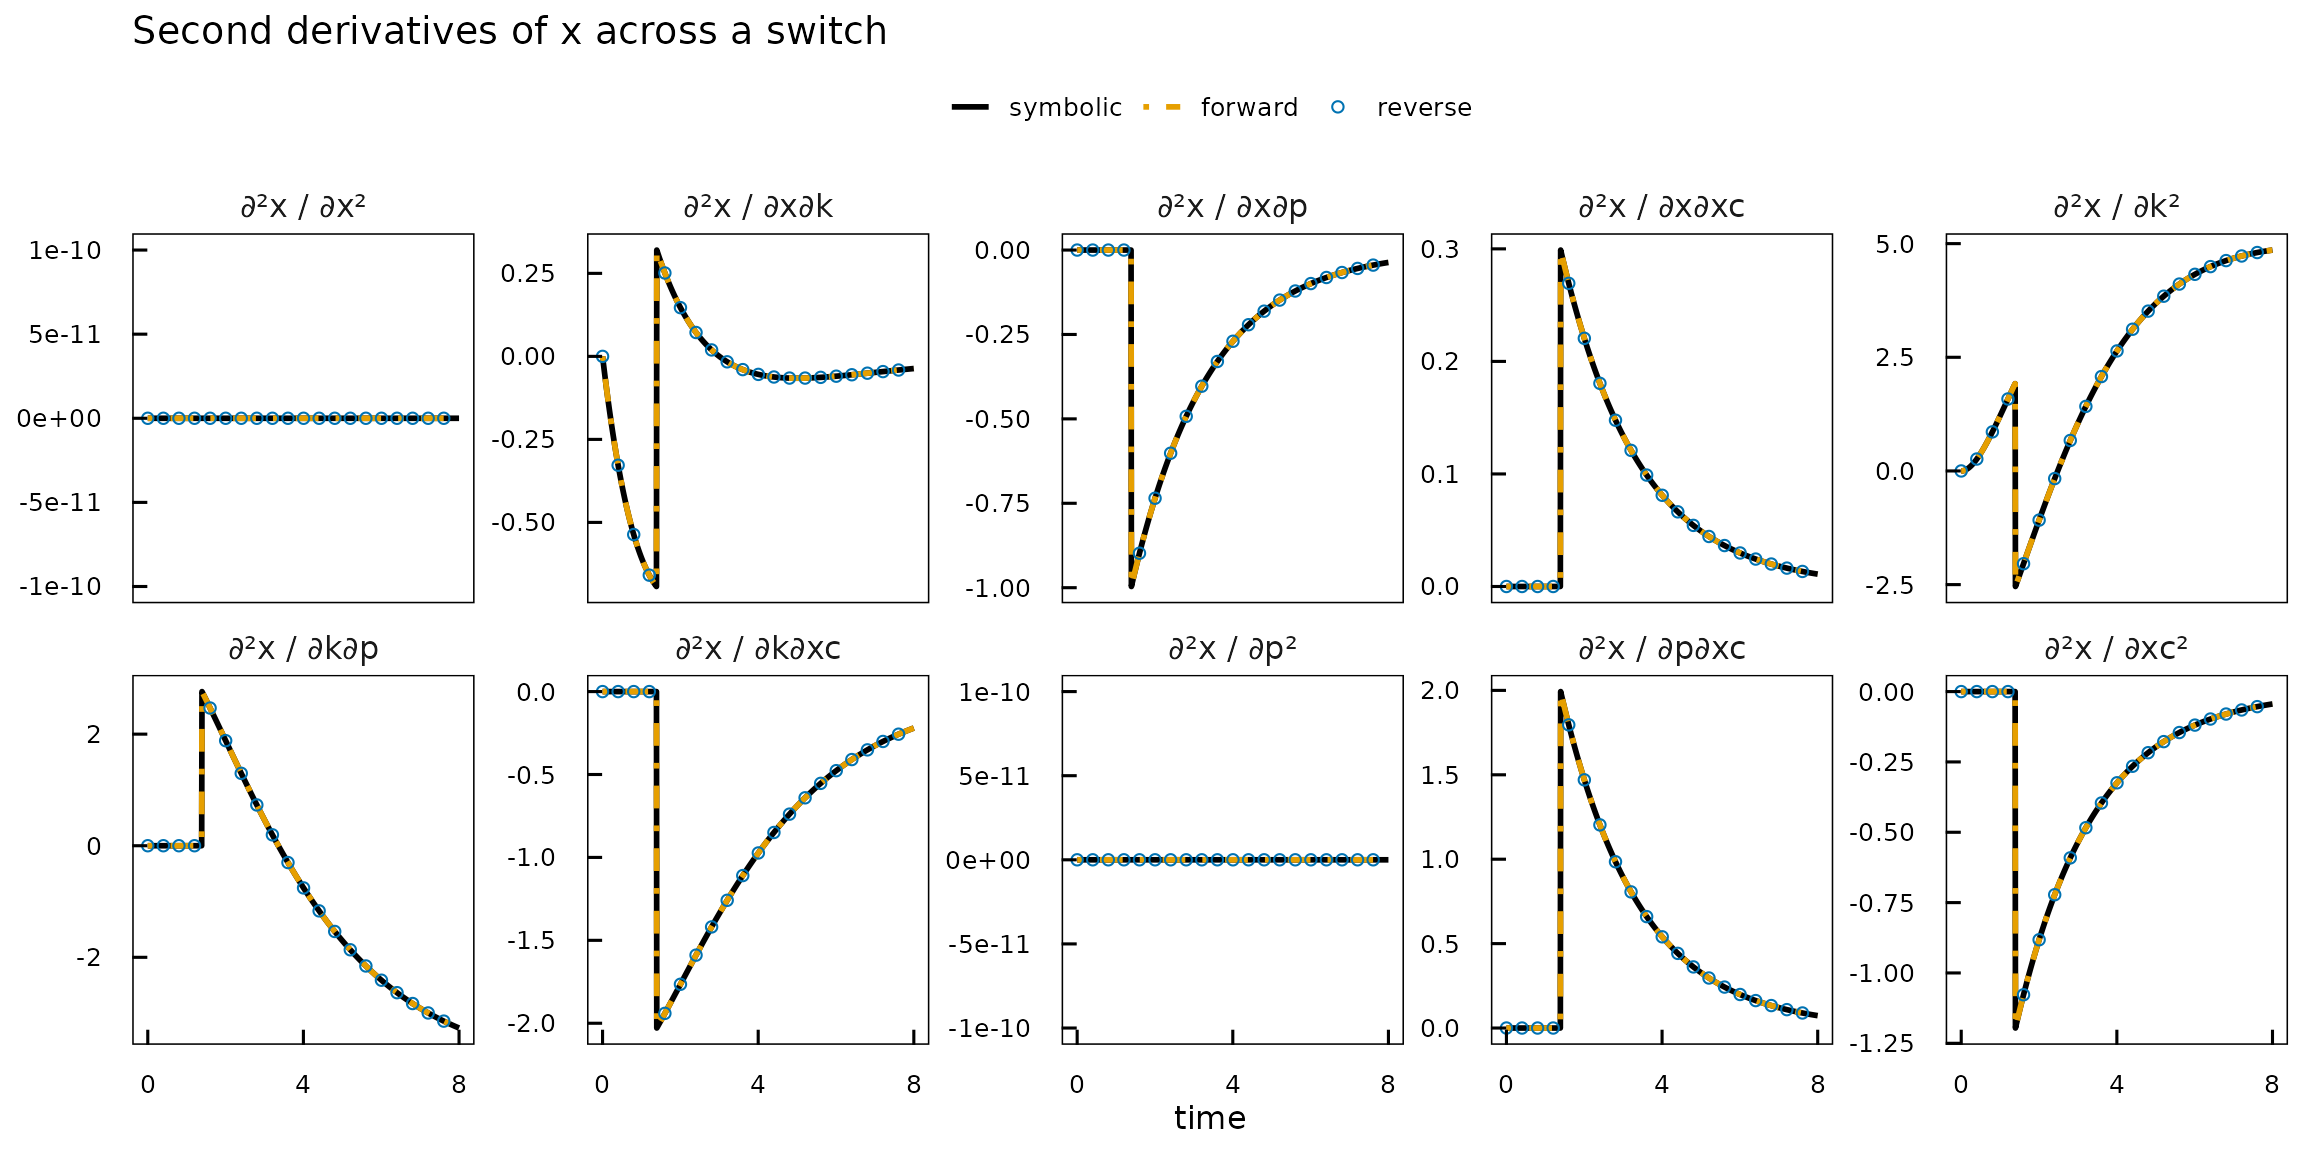 Second derivatives of x across a switch
symbolic forward reverse
∂²x / ∂x² ∂²x / ∂x∂k ∂²x / ∂x∂p ∂²x / ∂x∂xc ∂²x / ∂k²
1e-10
5e-11
0e+00
-5e-11
-1e-10
0.25
0.00
-0.25
-0.50
0.00
-0.25
-0.50
-0.75
-1.00
0.3
0.2
0.1
0.0
5.0
2.5
0.0
-2.5
∂²x / ∂k∂p ∂²x / ∂k∂xc ∂²x / ∂p² ∂²x / ∂p∂xc ∂²x / ∂xc²
2
0
-2
0.0
-0.5
-1.0
-1.5
-2.0
1e-10
5e-11
0e+00
-5e-11
-1e-10
2.0
1.5
1.0
0.5
0.0
0.00
-0.25
-0.50
-0.75
-1.00
-1.25
0 4 8 0 4 8 0 4 8 0 4 8 0 4 8
time